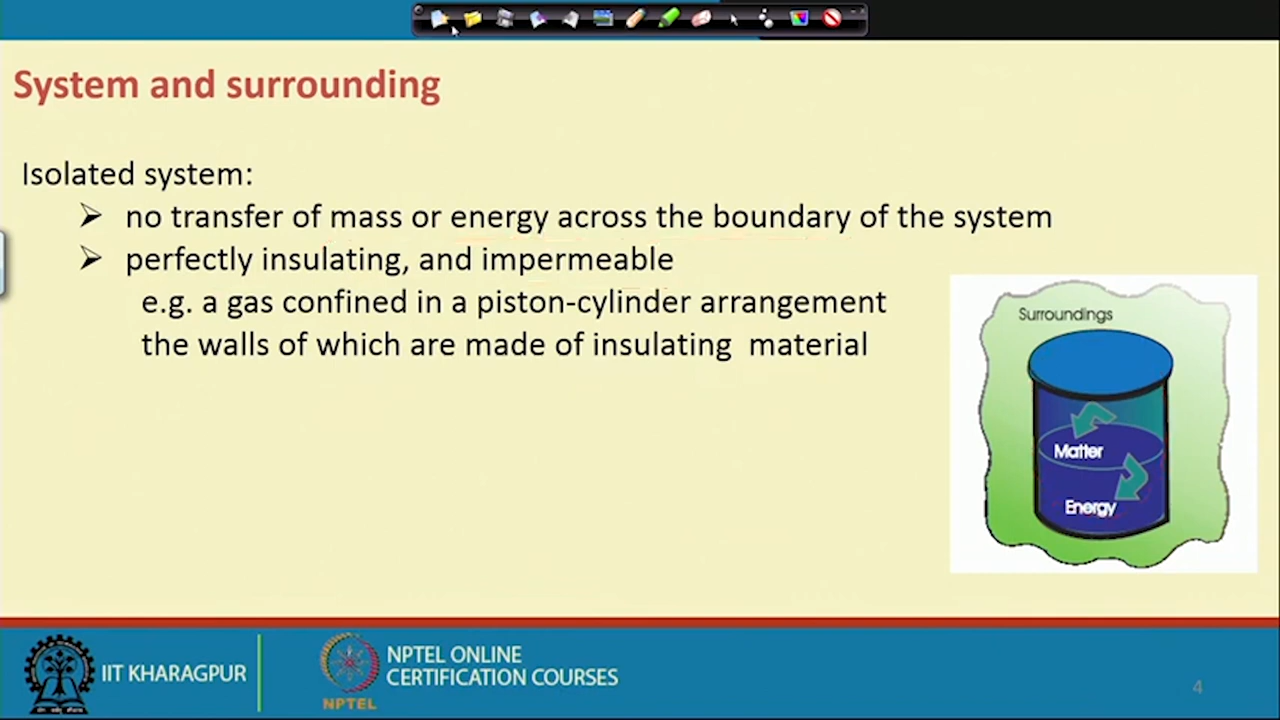 System and surrounding
Isolated system:
➢ no transfer of mass or energy across the boundary of the system
➢ perfectly insulating, and impermeable
e.g. a gas confined in a piston-cylinder arrangement
the walls of which are made of insulating material
Surroundings
Matter
Energy
IIT KHARAGPUR
NPTEL
NPTEL ONLINE
CERTIFICATION COURSES
4